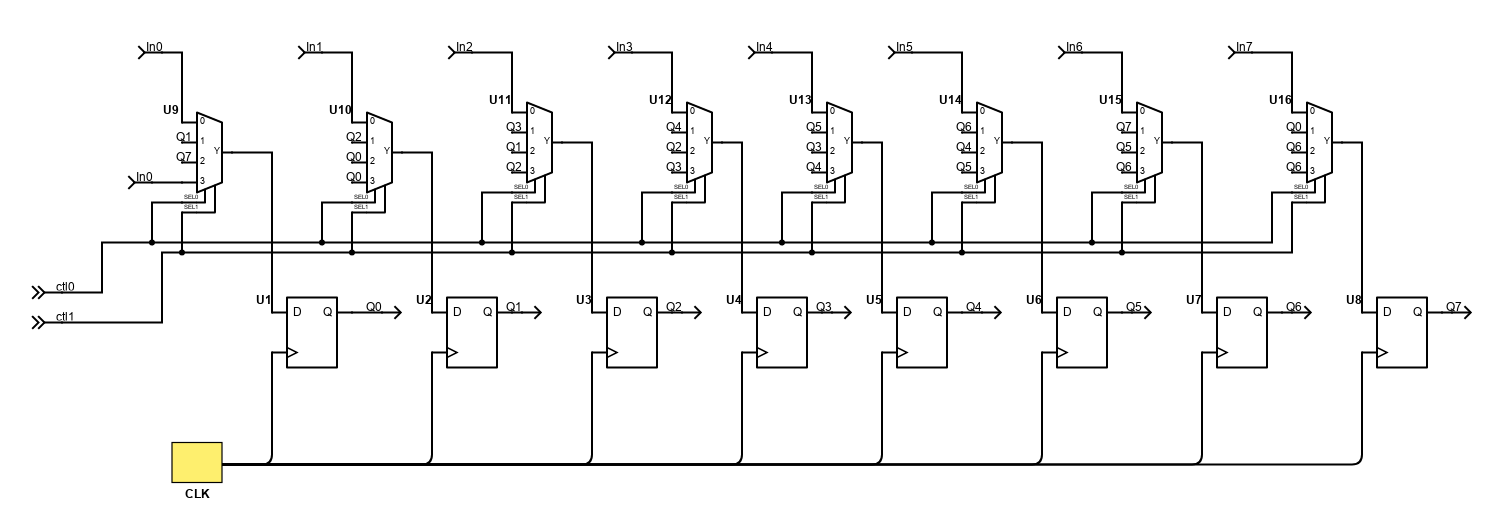 In0 In1 In2 In3 In4 In5 In6 In7
U9 U10 U11 U12 U13 U14 U15 U16
0 0 0 0 0 0 0 0
Q1 1 Q2 1 Q3 1 Q4 1 Q5 1 Q6 1 Q7 1 Q0 1
Y Y Y Y Y Y Y Y
Q7 2 Q0 2 Q1 2 Q2 2 Q3 2 Q4 2 Q5 2 Q6 2
In0 3 Q0 3 Q2 3 Q3 3 Q4 3 Q5 3 Q6 3 Q6 3
SEL0 SEL0 SEL0 SEL0 SEL0 SEL0 SEL0 SEL0
SEL1 SEL1 SEL1 SEL1 SEL1 SEL1 SEL1 SEL1
ctl0
ctl1
U1 U2 U3 U4 U5 U6 U7 U8
D Q Q0 D Q Q1 D Q Q2 D Q Q3 D Q Q4 D Q Q5 D Q Q6 D Q Q7
CLK